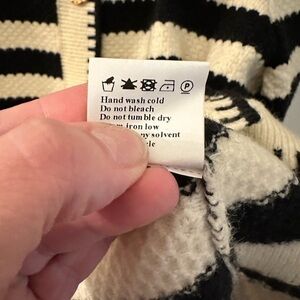 P
Hand wash cold
Do not bleach
Do not tumble dry
iron low
solvent